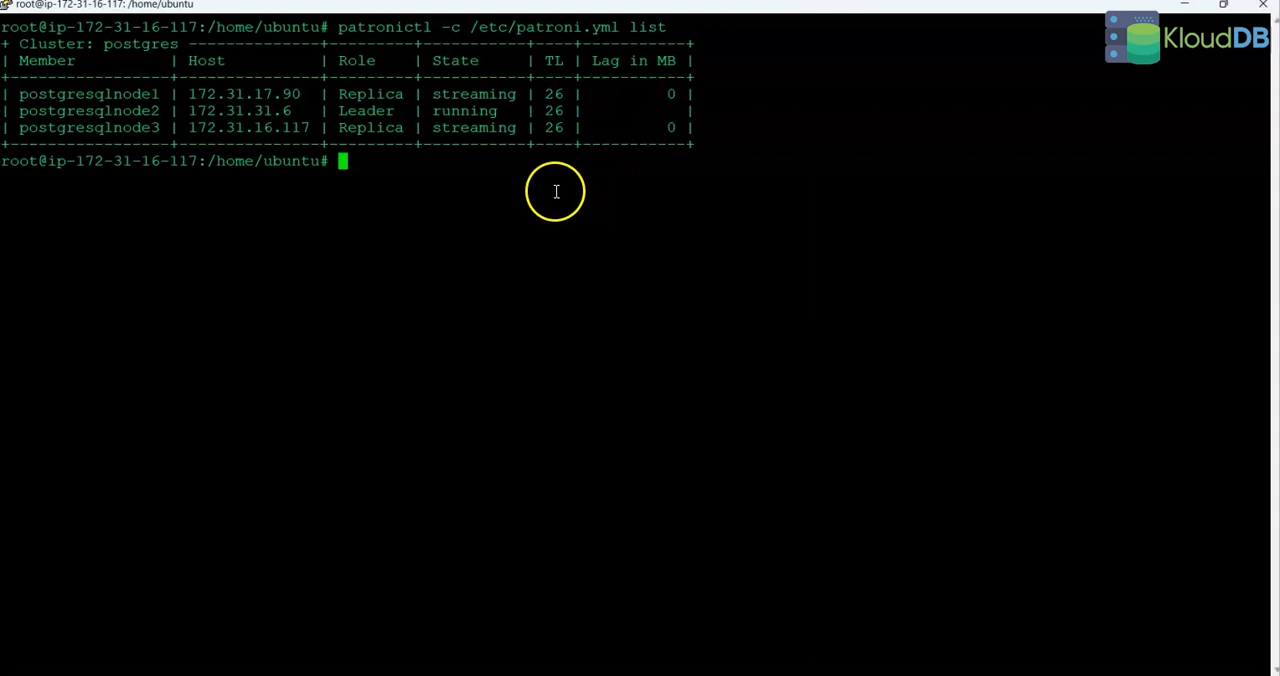 root@ip-172-31-16-117: /home/ubuntu
root@ip-172-31-16-117:/home/ubuntu# patronictl -c /etc/patroni.yml list
+ Cluster: postgres --------------+---------+-----------+----+-----------+
| Member          | Host          | Role    | State     | TL | Lag in MB |
+-----------------+---------------+---------+-----------+----+-----------+
| postgresqlnode1 | 172.31.17.90  | Replica | streaming | 26 |         0 |
| postgresqlnode2 | 172.31.31.6   | Leader  | running   | 26 |           |
| postgresqlnode3 | 172.31.16.117 | Replica | streaming | 26 |         0 |
+-----------------+---------------+---------+-----------+----+-----------+
root@ip-172-31-16-117:/home/ubuntu#
KloudDB